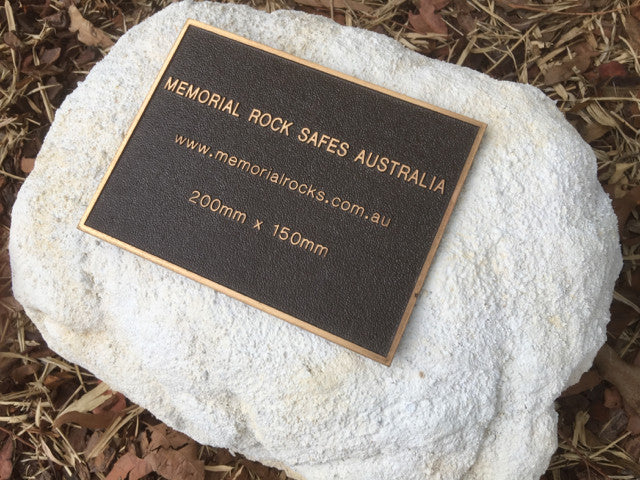 MEMORIAL ROCK SAFES AUSTRALIA
www.memorialrocks.com.au
200mm x 150mm